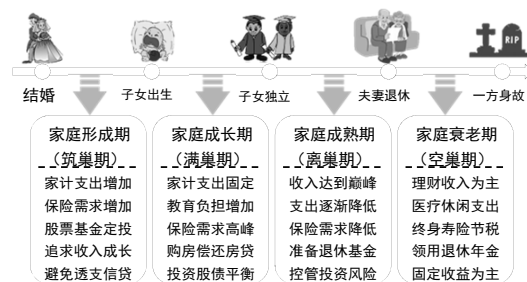 RIP
结婚
子女出生
子女独立
夫妻退休
一方身故
家庭形成期
(筑巢期)
家计支出增加
保险需求增加
股票基金定投
追求收入成长
避免透支信贷
家庭成长期
(满巢期)
家计支出固定
教育负担增加
保险需求高峰
购房偿还房贷
投资股债平衡
家庭成熟期
(离巢期)
收入达到巅峰
支出逐渐降低
保险需求降低
准备退休基金
控管投资风险
家庭衰老期
(空巢期)
理财收入为主
医疗休闲支出
终身寿险节税
领用退休年金
固定收益为主